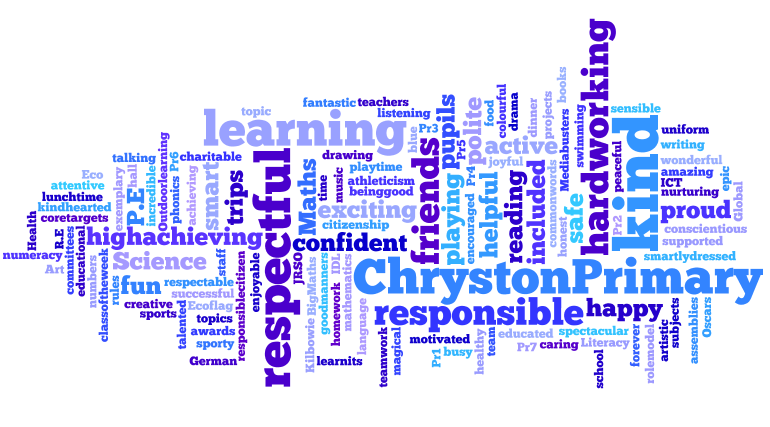 hardworking
books
fantastic
teachers
topic
listening
learning
polite
pupils
food
colourful
drama
dinner
projects
Mediabusters
swimming
sensible
uniform
writing
wonderful
amazing
epic
ICT
nurturing
Global
kind
peaceful
Pr2
active
joyful
commonwords
honest
safe
included
reading
helpful
encouraged
Pr4
Pr5
playing
friends
blue
Pr3
drawing
playtime
athleticism
beinggood
exciting
citizenship
music
time
Maths
respectful
charitable
talking
Outdoorlearning
Pr6
phonics
achieving
smart
trips
Eco
attentive
lunchtime
kindhearted
coretargets
exemplary
hall
P.E
incredible
Health
R.E
committees
educational
numeracy
Art
numbers
classoftheweek
rules
highachieving
Science
fun
respectable
successful
Ecoflag
creative
sports
topics
talented
awards
sporty
German
staff
responsiblecitizen
enjoyable
JRSO
confident
Kilbowie
BigMaths
goodmanners
homework
IDL
mathematics
language
learnits
ChrystonPrimary
proud
conscientious
supported
smartlydressed
responsible
happy
teamwork
magical
motivated
Pr1
busy
healthy
team
educated
Pr7
caring
spectacular
Literacy
school
forever
rolemodel
artistic
subjects
assemblies
Oscars